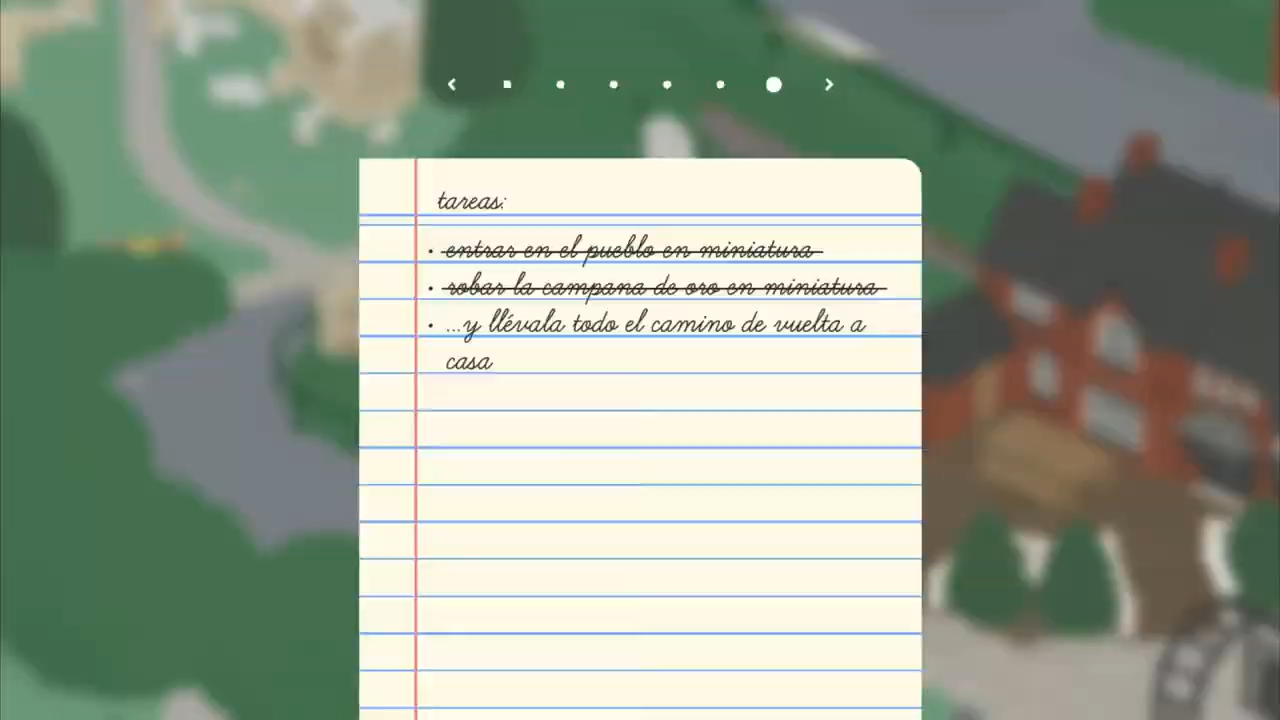 tareas:
• entrar en el pueblo en miniatura
• robar la campana de oro en miniatura
• ...y llévala todo el camino de vuelta a
casa